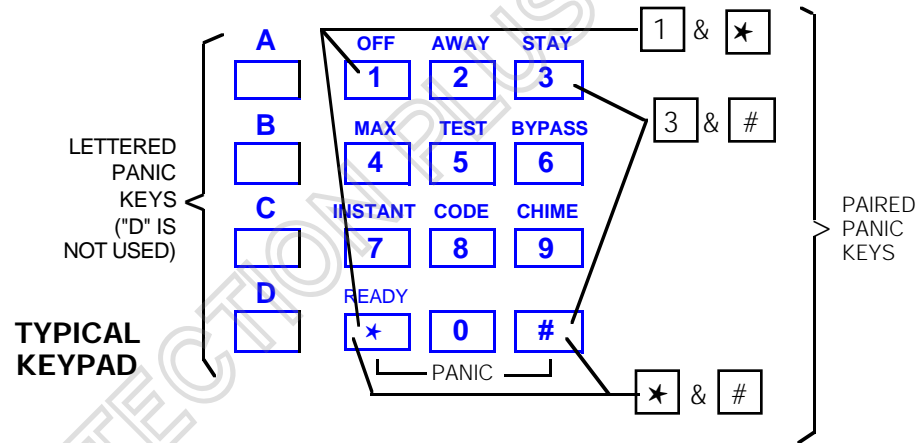 A OFF AWAY STAY 1 & ★
1 2 3
3 & #
B MAX TEST BYPASS
LETTERED
PANIC
KEYS
("D" IS
NOT USED)
4 5 6
C INSTANT CODE CHIME
PAIRED
PANIC
KEYS
7 8 9
D READY
★ 0 #
TYPICAL
KEYPAD
PANIC
★ & #